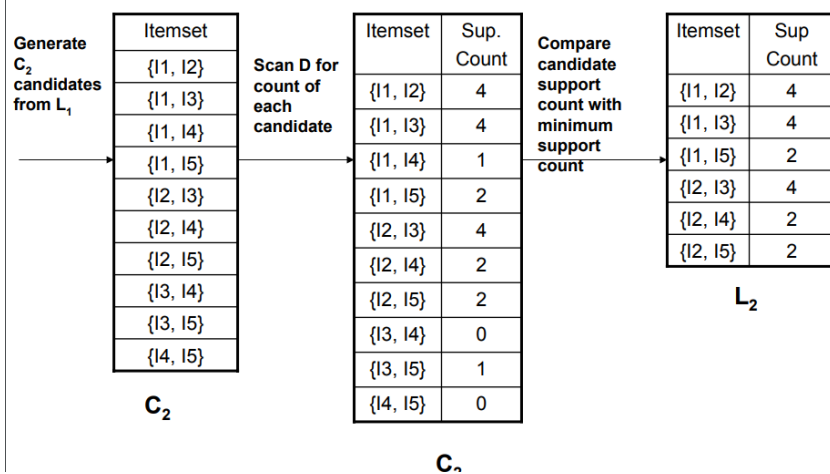 Generate
C2
candidates
from L1
Itemset
{I1, I2}
{I1, I3}
{I1, I4}
{I1, I5}
{I2, I3}
{I2, I4}
{I2, I5}
{I3, I4}
{I3, I5}
{I4, I5}
C2
Scan D for
count of
each
candidate
Itemset Sup. Count
{I1, I2} 4
{I1, I3} 4
{I1, I4} 1
{I1, I5} 2
{I2, I3} 4
{I2, I4} 2
{I2, I5} 2
{I3, I4} 0
{I3, I5} 1
{I4, I5} 0
C2
Compare
candidate
support
count with
minimum
support
count
Itemset Sup Count
{I1, I2} 4
{I1, I3} 4
{I1, I5} 2
{I2, I3} 4
{I2, I4} 2
{I2, I5} 2
L2